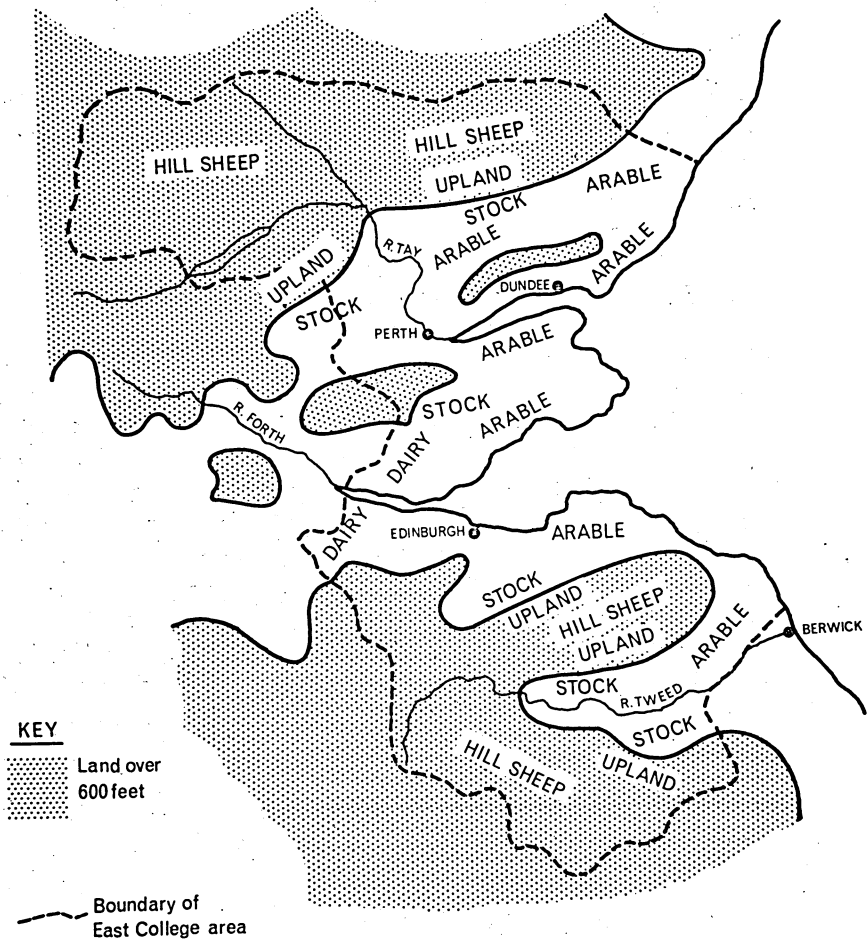 HILL SHEEP
HILL SHEEP
UPLAND
ARABLE
STOCK
ARABLE
R. TAY
ARABLE
UPLAND
DUNDEE
STOCK
PERTH
ARABLE
STOCK
ARABLE
R. FORTH
DAIRY
DAIRY
EDINBURGH
ARABLE
STOCK
UPLAND
HILL SHEEP
UPLAND
ARABLE
BERWICK
STOCK
R. TWEED
STOCK
HILL SHEEP
UPLAND
KEY
Land over
600 feet
Boundary of
East College area